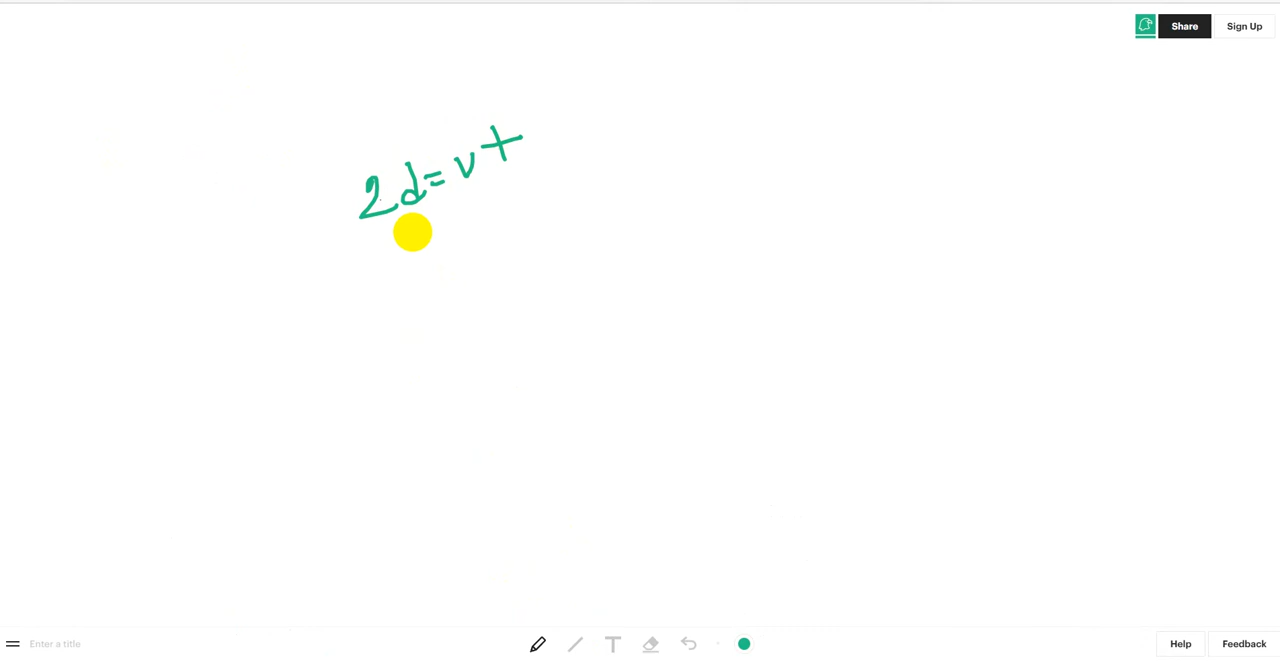 Share
Sign Up
2d=vt
Enter a title
T
Help
Feedback